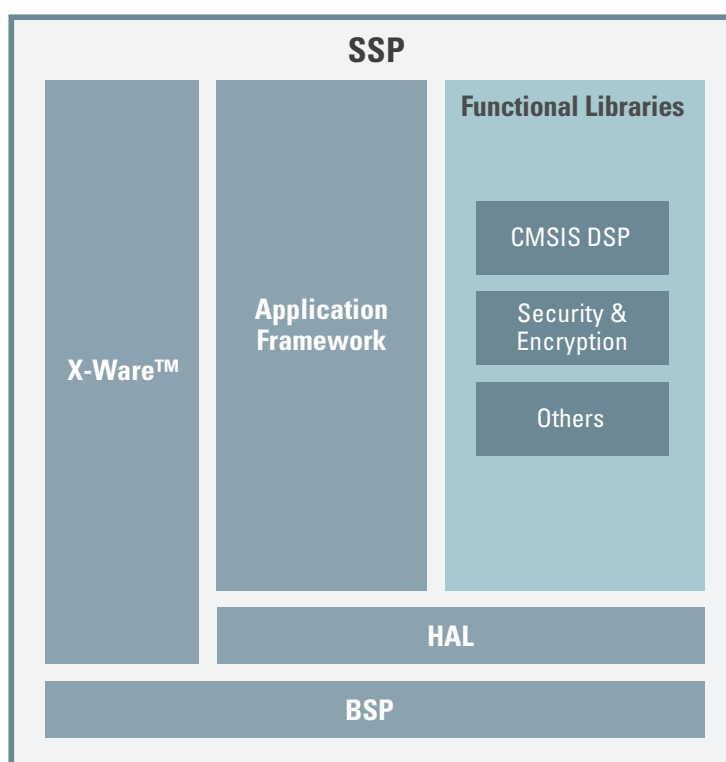 SSP
X-Ware™
Application
Framework
Functional Libraries
CMSIS DSP
Security &
Encryption
Others
HAL
BSP